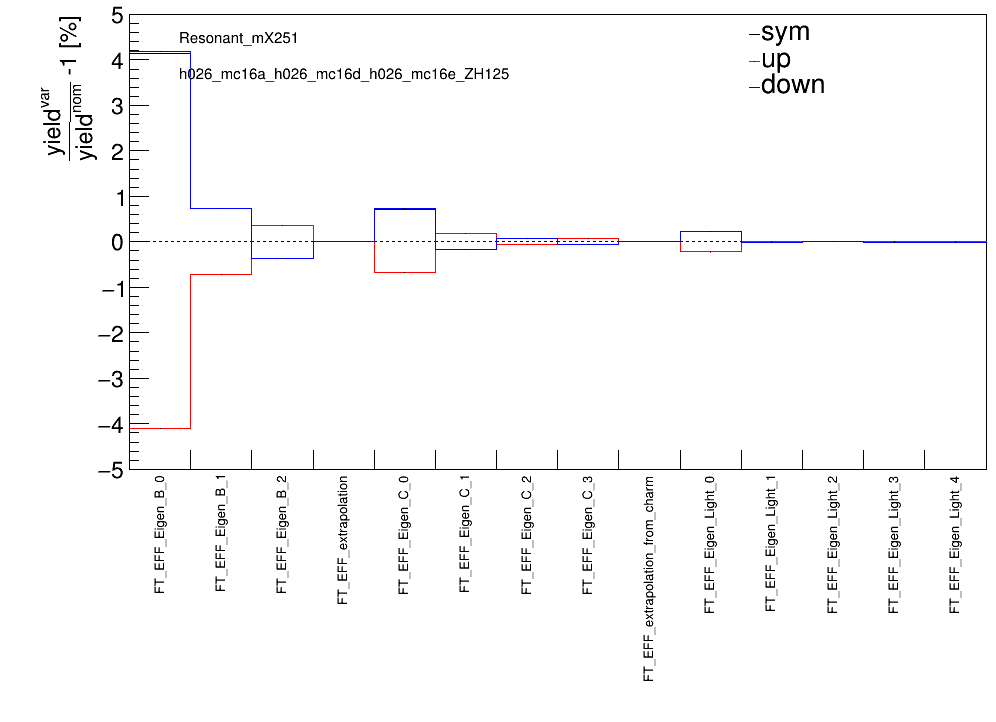 yield^var / yield^nom -1 [%]
Resonant_mX251
h026_mc16a_h026_mc16d_h026_mc16e_ZH125
sym
up
down
5
4
3
2
1
0
−1
−2
−3
−4
−5
FT_EFF_Eigen_B_0
FT_EFF_Eigen_B_1
FT_EFF_Eigen_B_2
FT_EFF_extrapolation
FT_EFF_Eigen_C_0
FT_EFF_Eigen_C_1
FT_EFF_Eigen_C_2
FT_EFF_Eigen_C_3
FT_EFF_extrapolation_from_charm
FT_EFF_Eigen_Light_0
FT_EFF_Eigen_Light_1
FT_EFF_Eigen_Light_2
FT_EFF_Eigen_Light_3
FT_EFF_Eigen_Light_4